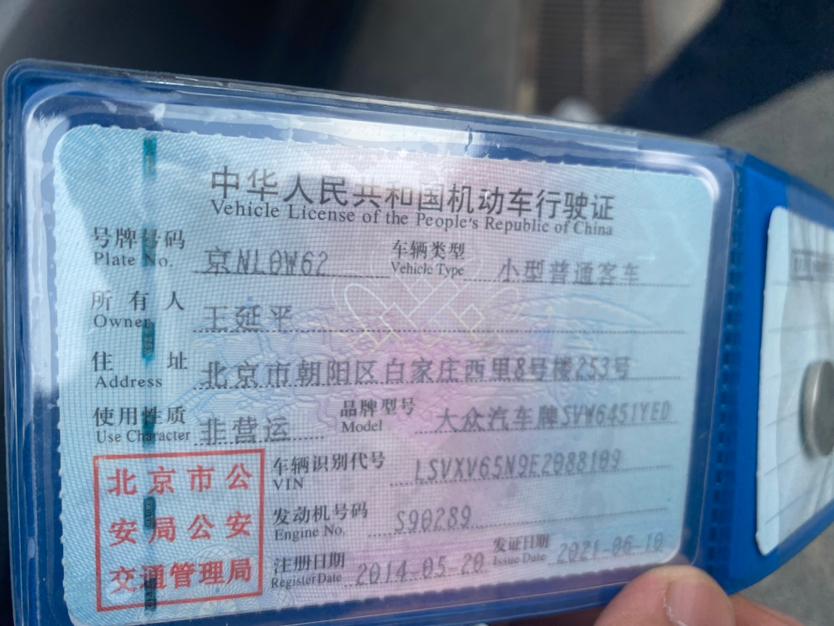 中华人民共和国机动车行驶证
Vehicle License of the People's Republic of China
号牌号码 京NL0W62 车辆类型 小型普通客车
Plate No. Vehicle Type
所有人 王延平
Owner
住址 北京市朝阳区白家庄西里8号楼253号
Address
使用性质 非营运 品牌型号 大众汽车牌SVW6451YED
Use Character Model
北京市公
安局公安
交通管理局
车辆识别代号 LSVXV65N9E2088109
VIN
发动机号码 S90289
Engine No.
注册日期 2014-05-20 发证日期 2021-06-10
Register Date Issue Date